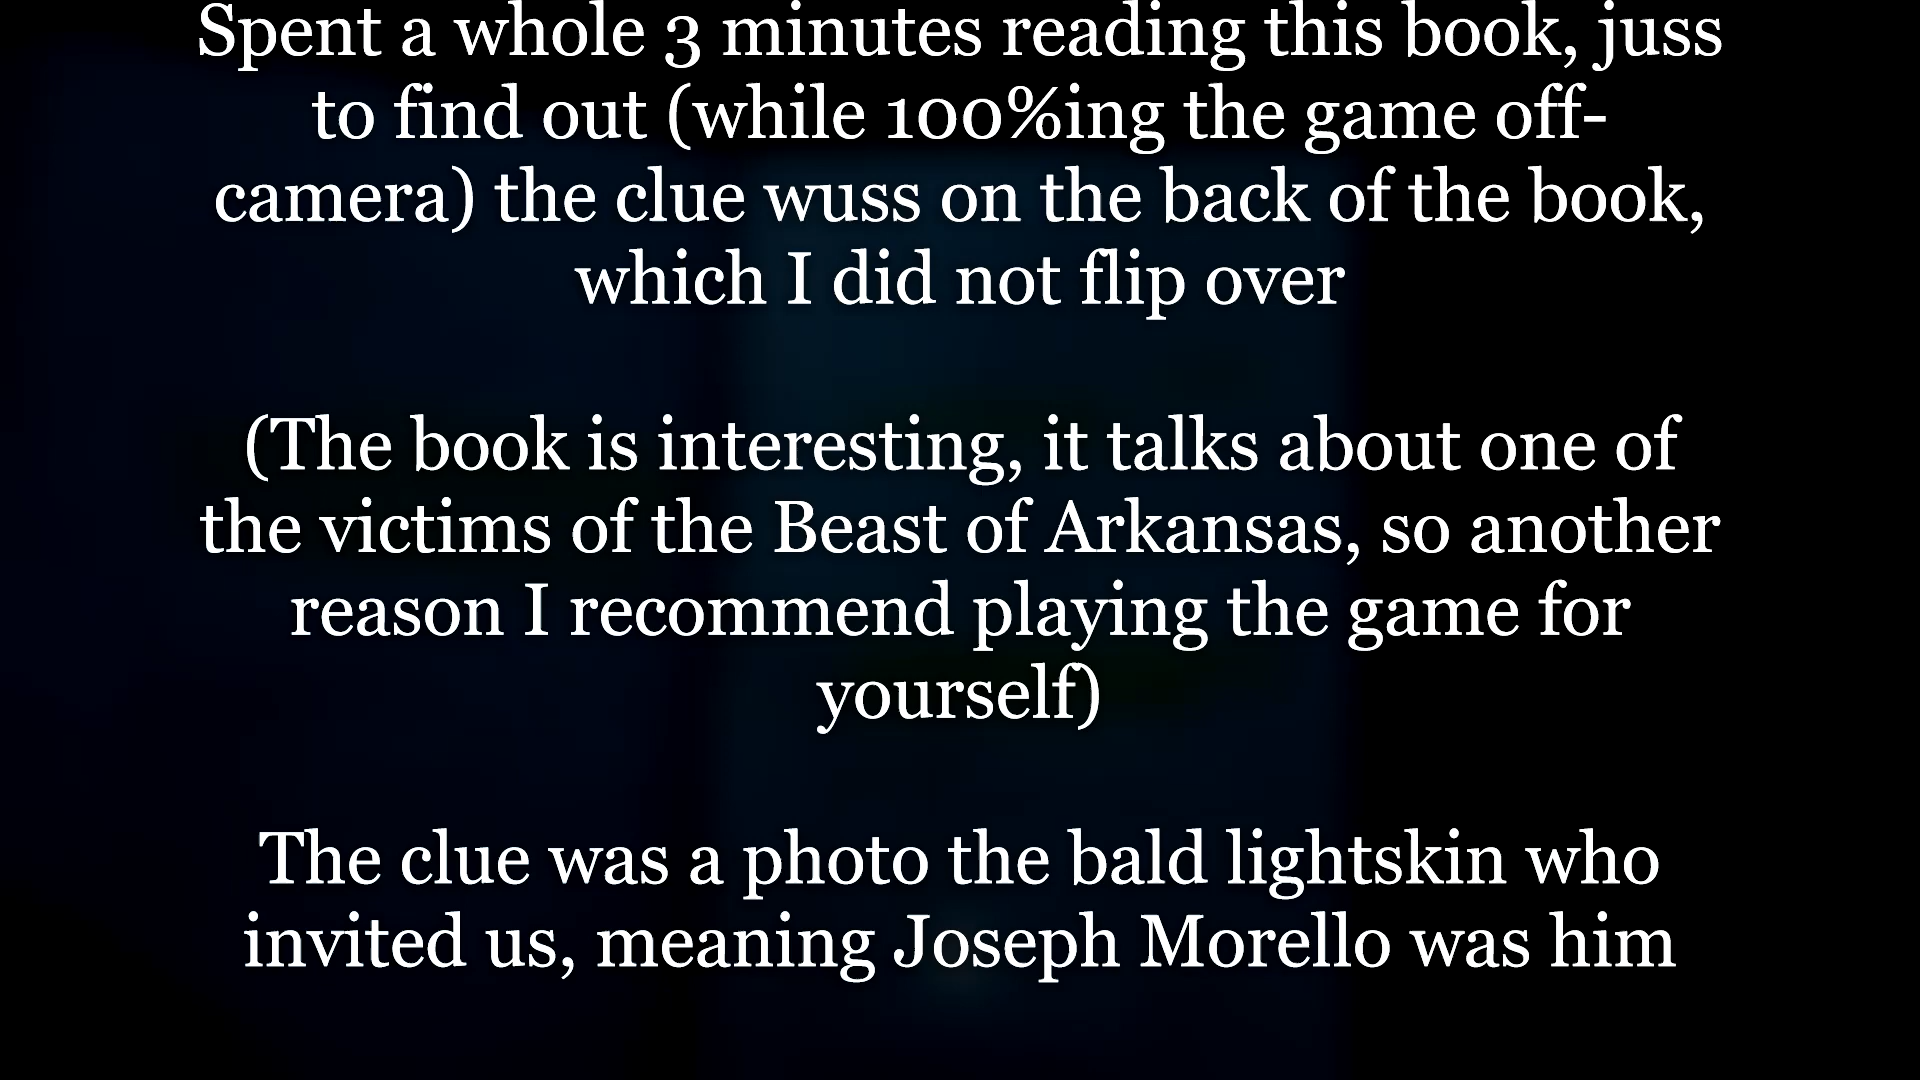 Spent a whole 3 minutes reading this book, juss
to find out (while 100%ing the game off-
camera) the clue wuss on the back of the book,
which I did not flip over
(The book is interesting, it talks about one of
the victims of the Beast of Arkansas, so another
reason I recommend playing the game for
yourself)
The clue was a photo the bald lightskin who
invited us, meaning Joseph Morello was him